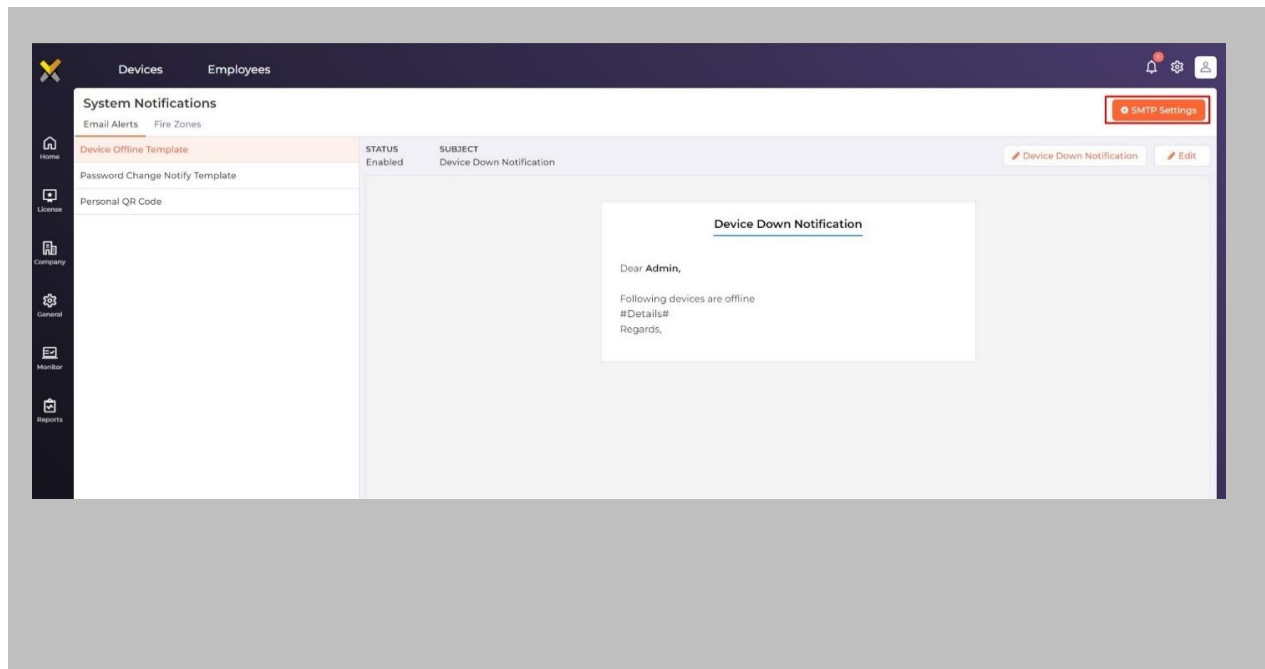 Devices Employees
1
System Notifications
SMTP Settings
Email Alerts Fire Zones
Home
License
Company
General
Monitor
Reports
Device Offline Template
Password Change Notify Template
Personal QR Code
STATUS SUBJECT
Enabled Device Down Notification
Device Down Notification Edit
Device Down Notification
Dear Admin,
Following devices are offline
#Details#
Regards,